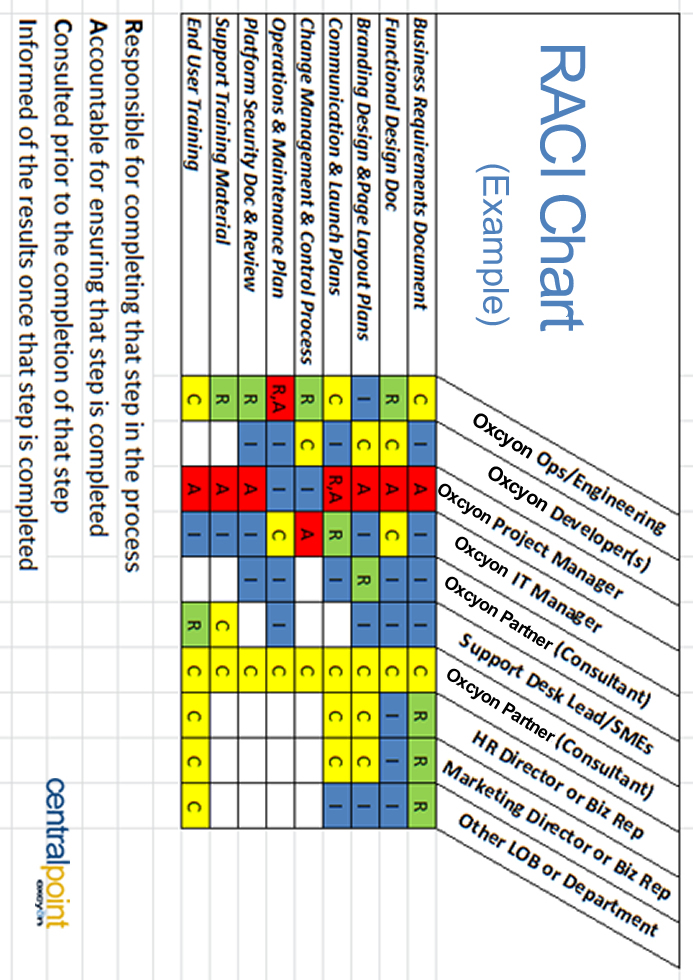 RACI Chart
(Example)
Oxcyon Ops/Engineering
Oxcyon Developer(s)
Oxcyon Project Manager
Oxcyon IT Manager
Oxcyon Partner (Consultant)
Support Desk Lead/SMEs
Oxcyon Partner (Consultant)
HR Director or Biz Rep
Marketing Director or Biz Rep
Other LOB or Department
Business Requirements Document C I A I I I C R R R
Functional Design Doc R C A C I I C I I I
Branding Design &Page Layout Plans I C A I R I C C C I
Communication & Launch Plans C I R,A R I C C C I
Change Management & Control Process R C I A C
Operations & Maintenance Plan R,A I I C I I C
Platform Security Doc & Review R I A I I C
Support Training Material R A I C C
End User Training C A I R C C C C
Responsible for completing that step in the process
Accountable for ensuring that step is completed
Consulted prior to the completion of that step
Informed of the results once that step is completed
centralpoint
oxcyon